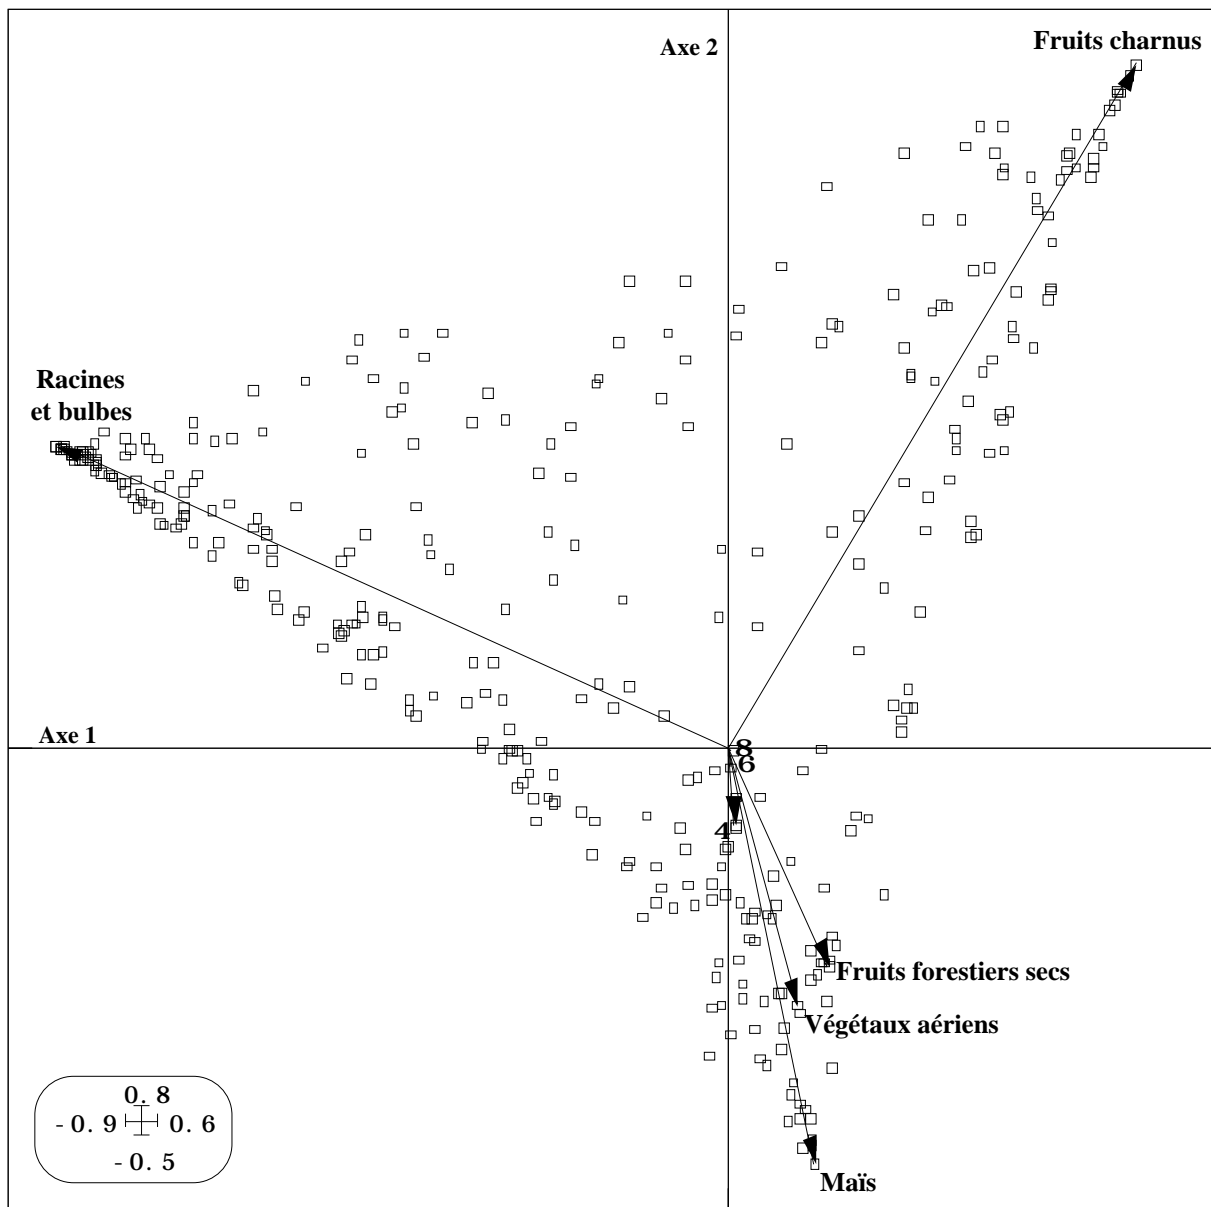 Fruits charnus
Axe 2
Racines
et bulbes
Axe 1
8
6
4
Fruits forestiers secs
Végétaux aériens
Maïs
0.8
-0.9 0.6
-0.5